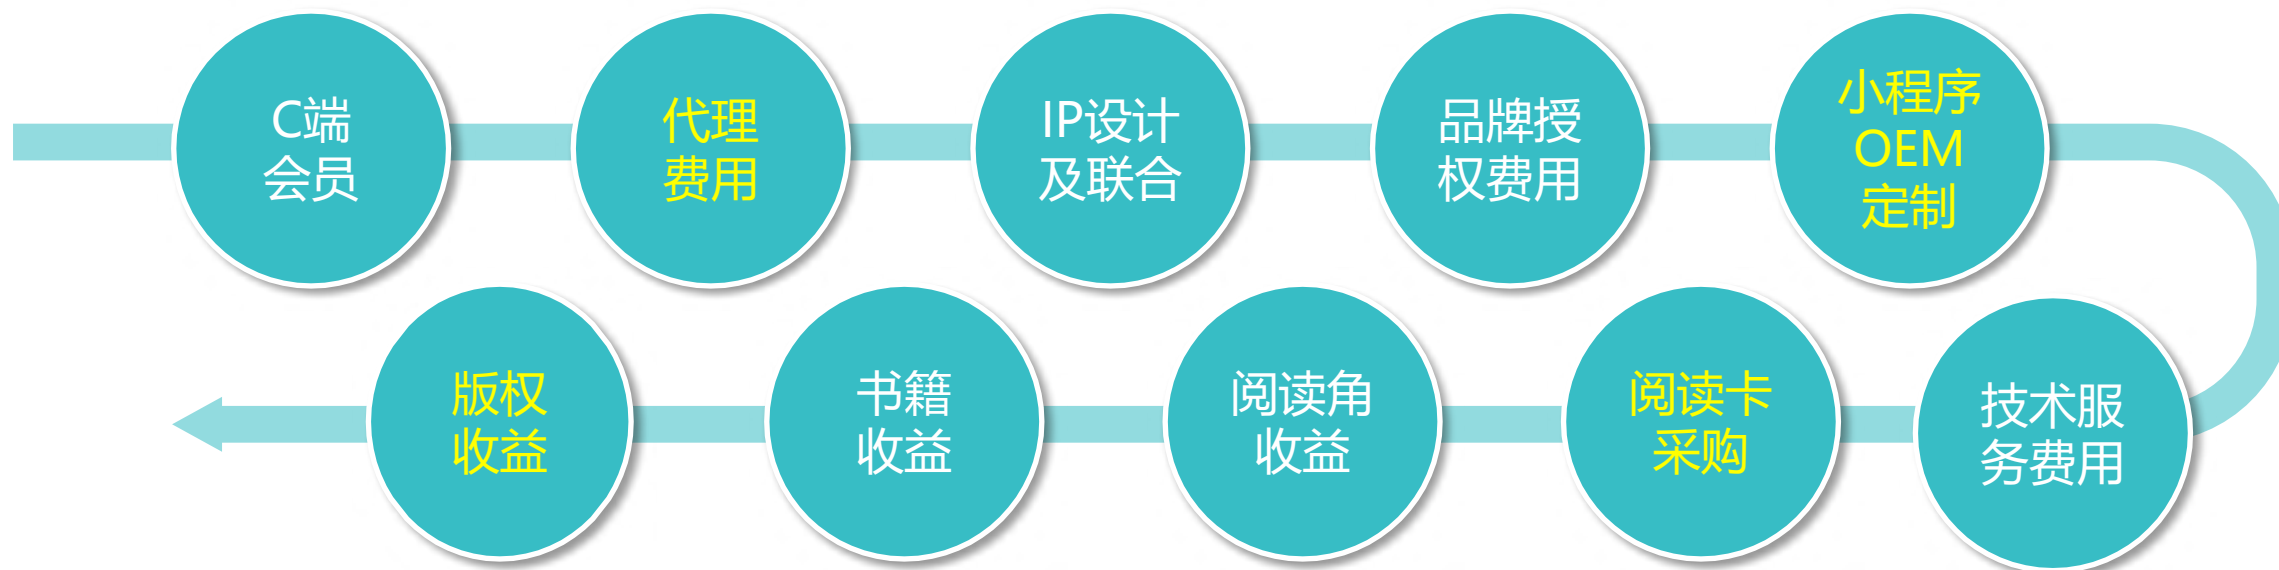 C端
会员
代理
费用
IP设计
及联合
品牌授
权费用
小程序
OEM
定制
技术服
务费用
阅读卡
采购
阅读角
收益
书籍
收益
版权
收益